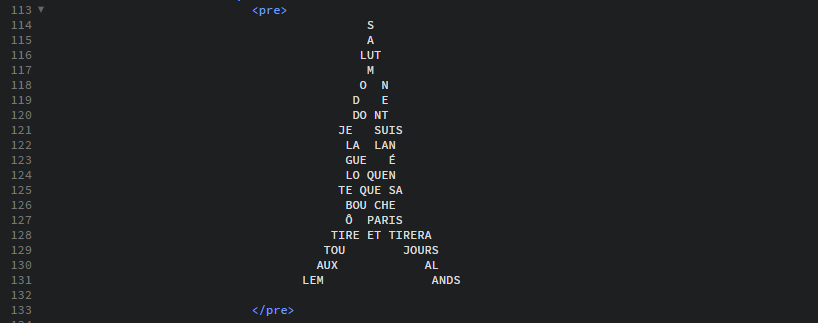 113 <pre>
114 S
115 A
116 LUT
117 M
118 O N
119 D E
120 DO NT
121 JE SUIS
122 LA LAN
123 GUE É
124 LO QUEN
125 TE QUE SA
126 BOU CHE
127 Ô PARIS
128 TIRE ET TIRERA
129 TOU JOURS
130 AUX AL
131 LEM ANDS
132
133 </pre>